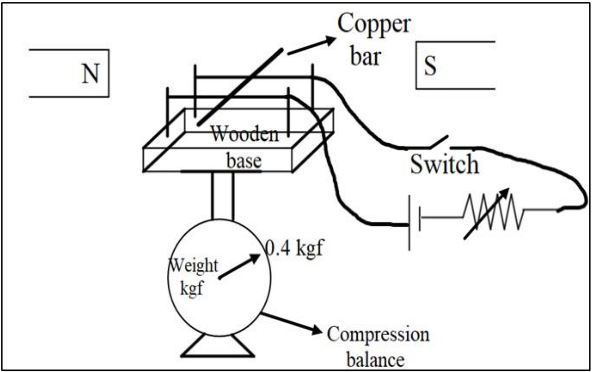 Copper
bar
N
S
Wooden
base
Switch
0.4 kgf
Weight
kgf
Compression
balance